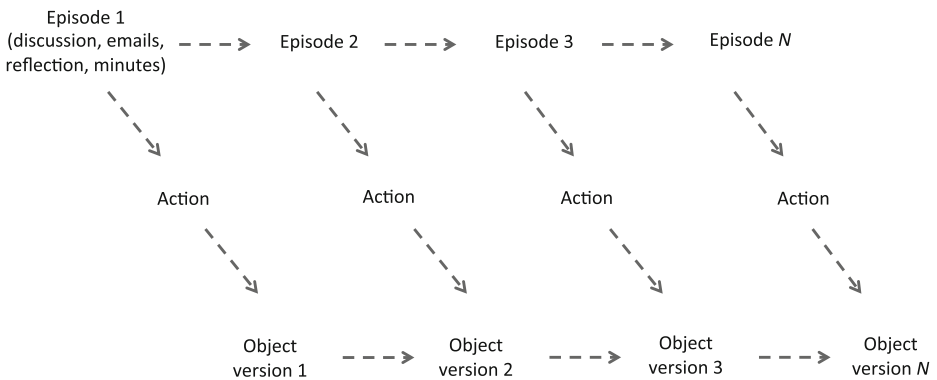 Episode 1
(discussion, emails,
reflection, minutes)
Episode 2
Episode 3
Episode N
Action
Action
Action
Action
Object
version 1
Object
version 2
Object
version 3
Object
version N